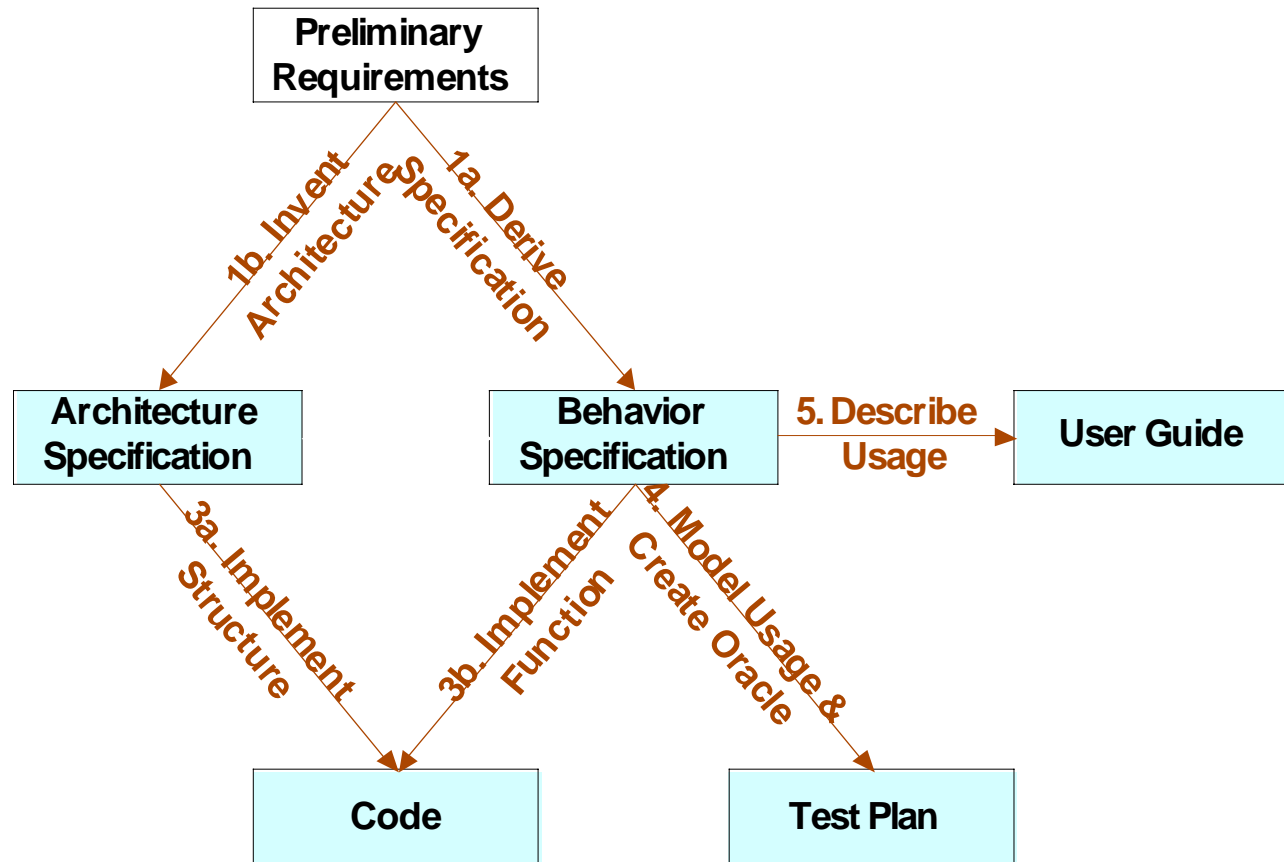 Preliminary
Requirements
1b. Invent
Architecture
1a. Derive
Specification
Architecture
Specification
Behavior
Specification
5. Describe
Usage
User Guide
3a. Implement
Structure
3b. Implement
Function
4. Model Usage &
Create Oracle
Code
Test Plan